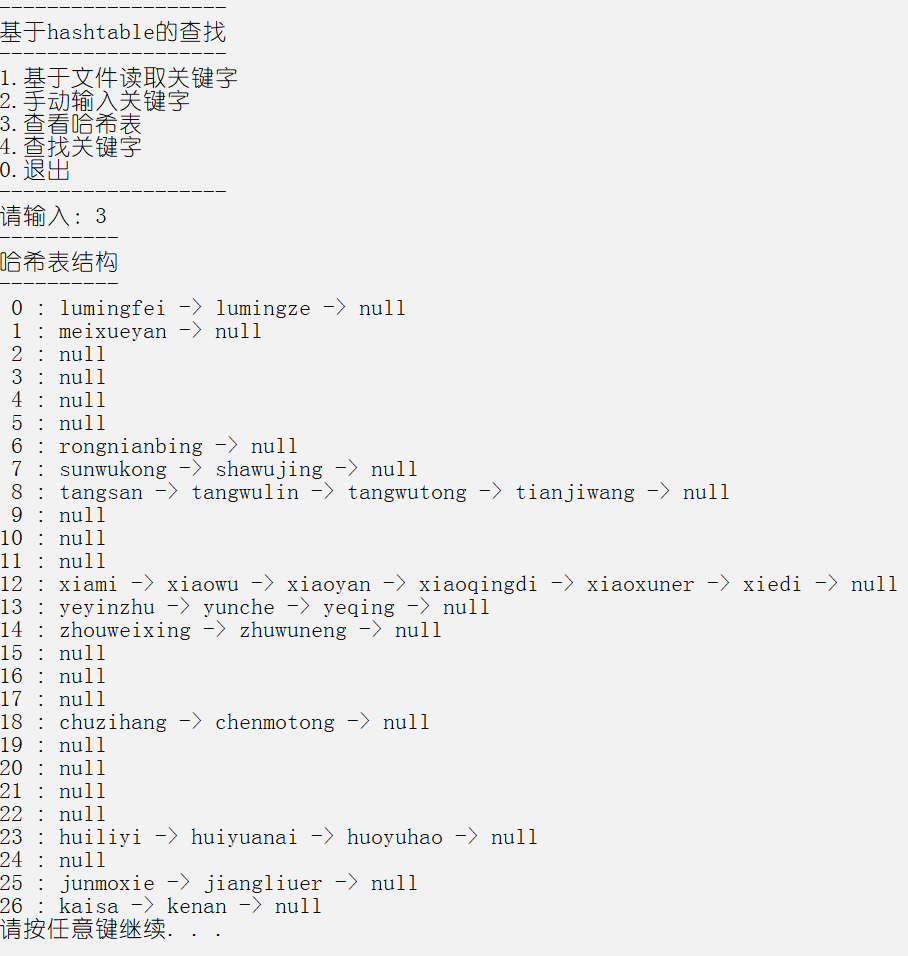 -------------------
基于hashtable的查找
-------------------
1.基于文件读取关键字
2.手动输入关键字
3.查看哈希表
4.查找关键字
0.退出
-------------------
请输入: 3
----------
哈希表结构
----------
 0 : lumingfei -> lumingze -> null
 1 : meixueyan -> null
 2 : null
 3 : null
 4 : null
 5 : null
 6 : rongnianbing -> null
 7 : sunwukong -> shawujing -> null
 8 : tangsan -> tangwulin -> tangwutong -> tianjiwang -> null
 9 : null
10 : null
11 : null
12 : xiami -> xiaowu -> xiaoyan -> xiaoqingdi -> xiaoxuner -> xiedi -> null
13 : yeyinzhu -> yunche -> yeqing -> null
14 : zhouweixing -> zhuwuneng -> null
15 : null
16 : null
17 : null
18 : chuzihang -> chenmotong -> null
19 : null
20 : null
21 : null
22 : null
23 : huiliyi -> huiyuanai -> huoyuhao -> null
24 : null
25 : junmoxie -> jiangliuer -> null
26 : kaisa -> kenan -> null
请按任意键继续. . .